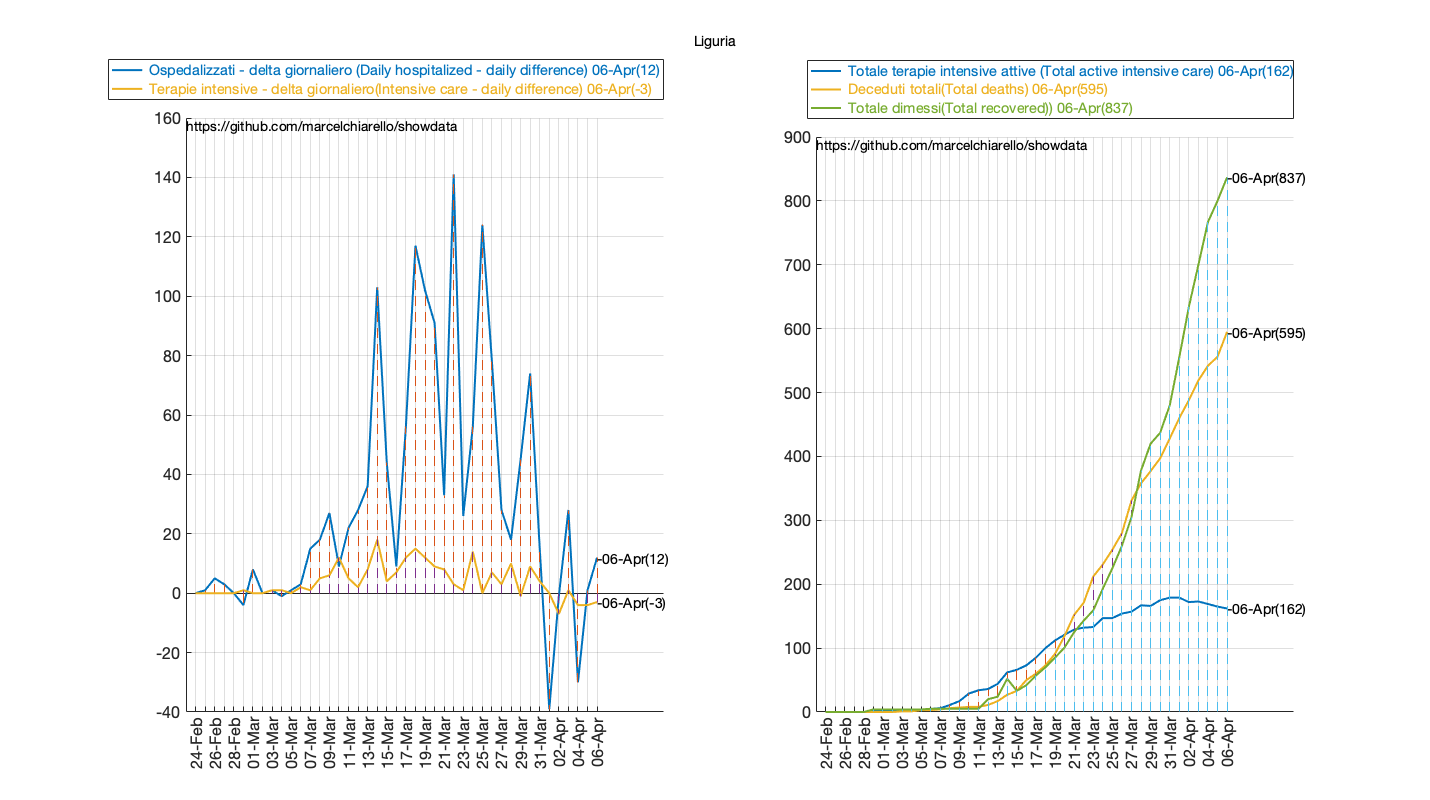 Liguria
Ospedalizzati - delta giornaliero (Daily hospitalized - daily difference) 06-Apr(12)
Terapie intensive - delta giornaliero(Intensive care - daily difference) 06-Apr(-3)
https://github.com/marcelchiarello/showdata
160
140
120
100
80
60
40
20
0
-20
-40
06-Apr(12)
06-Apr(-3)
24-Feb
26-Feb
28-Feb
01-Mar
03-Mar
05-Mar
07-Mar
09-Mar
11-Mar
13-Mar
15-Mar
17-Mar
19-Mar
21-Mar
23-Mar
25-Mar
27-Mar
29-Mar
31-Mar
02-Apr
04-Apr
06-Apr
Totale terapie intensive attive (Total active intensive care) 06-Apr(162)
Deceduti totali(Total deaths) 06-Apr(595)
Totale dimessi(Total recovered)) 06-Apr(837)
https://github.com/marcelchiarello/showdata
900
800
700
600
500
400
300
200
100
0
06-Apr(837)
06-Apr(595)
06-Apr(162)
24-Feb
26-Feb
28-Feb
01-Mar
03-Mar
05-Mar
07-Mar
09-Mar
11-Mar
13-Mar
15-Mar
17-Mar
19-Mar
21-Mar
23-Mar
25-Mar
27-Mar
29-Mar
31-Mar
02-Apr
04-Apr
06-Apr